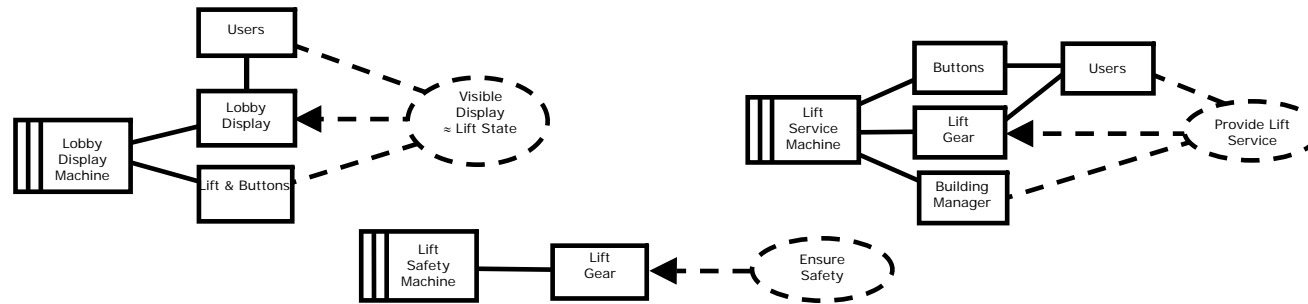 Users
Lobby
Display
Lobby
Display
Machine
Lift & Buttons
Visible
Display
≈ Lift State
Buttons
Users
Lift
Service
Machine
Lift
Gear
Building
Manager
Provide Lift
Service
Lift
Safety
Machine
Lift
Gear
Ensure
Safety